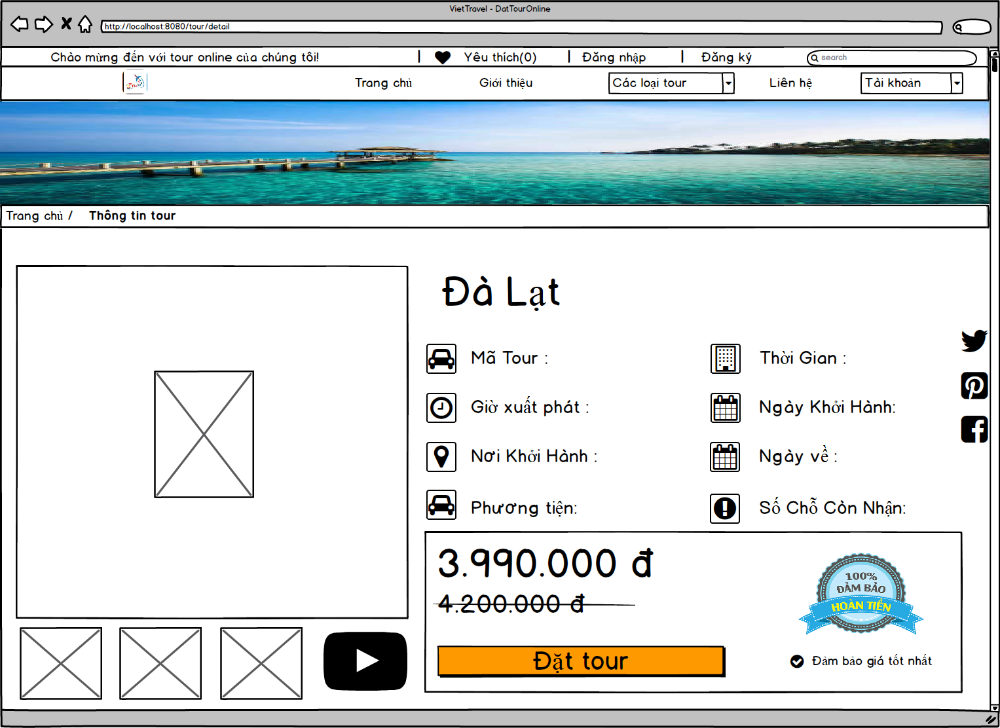 VietTravel - DatTourOnline
http://localhost:8080/tour/detail
Chào mừng đến với tour online của chúng tôi! | Yêu thích(0) | Đăng nhập | Đăng ký search
Trang chủ Giới thiệu Các loại tour Liên hệ Tài khoản
Trang chủ / Thông tin tour
Đà Lạt
Mã Tour : Thời Gian :
Giờ xuất phát : Ngày Khởi Hành:
Nơi Khởi Hành : Ngày về :
Phương tiện: Số Chỗ Còn Nhận:
3.990.000 đ
4.200.000 đ
100%
ĐẢM BẢO
HOÀN TIỀN
Đặt tour
Đảm bảo giá tốt nhất